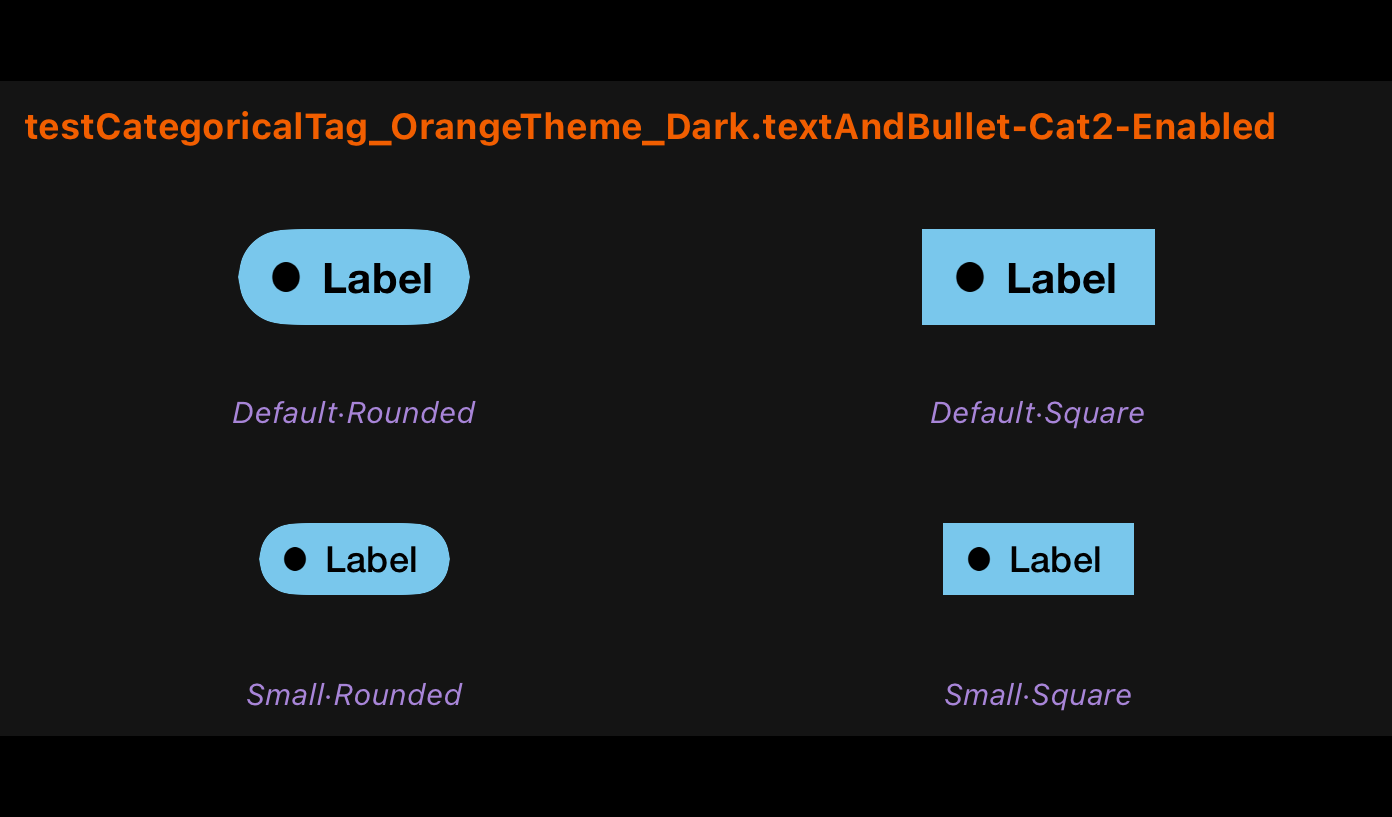 testCategoricalTag_OrangeTheme_Dark.textAndBullet-Cat2-Enabled
Label
Label
Default·Rounded
Default·Square
Label
Label
Small·Rounded
Small·Square